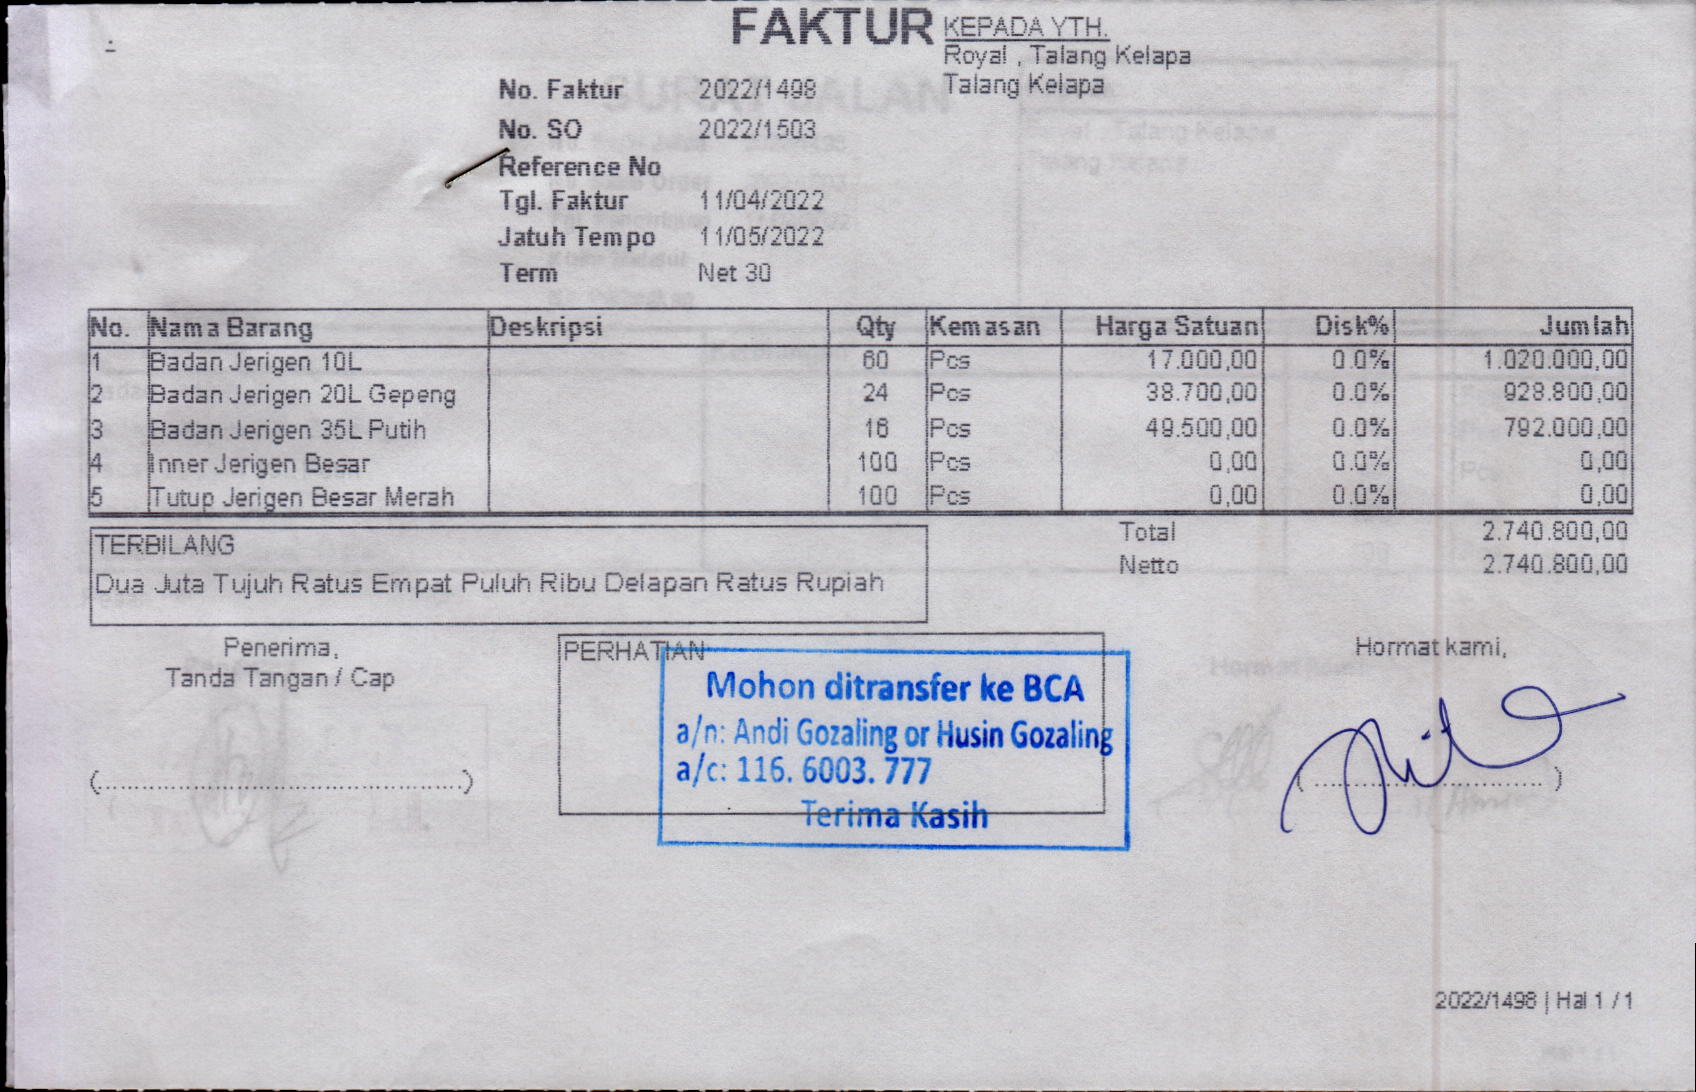 FAKTUR
KEPADA YTH.
Royal , Talang Kelapa
Talang Kelapa
No. Faktur 2022/1498
No. SO 2022/1503
Reference No
Tgl. Faktur 11/04/2022
Jatuh Tempo 11/05/2022
Term Net 30
No. Nama Barang Deskripsi Qty Kemasan Harga Satuan Disk% Jumlah
1 Badan Jerigen 10L 60 Pcs 17.000,00 0.0% 1.020.000,00
2 Badan Jerigen 20L Gepeng 24 Pcs 38.700,00 0.0% 928.800,00
3 Badan Jerigen 35L Putih 16 Pcs 49.500,00 0.0% 792.000,00
4 Inner Jerigen Besar 100 Pcs 0,00 0.0% 0,00
5 Tutup Jerigen Besar Merah 100 Pcs 0,00 0.0% 0,00
Total 2.740.800,00
Netto 2.740.800,00
TERBILANG
Dua Juta Tujuh Ratus Empat Puluh Ribu Delapan Ratus Rupiah
Penerima,
Tanda Tangan / Cap
(................................................)
PERHATIAN
Mohon ditransfer ke BCA
a/n: Andi Gozaling or Husin Gozaling
a/c: 116. 6003. 777
Terima Kasih
Hormat kami,
(................................)
2022/1498 | Hal 1 / 1